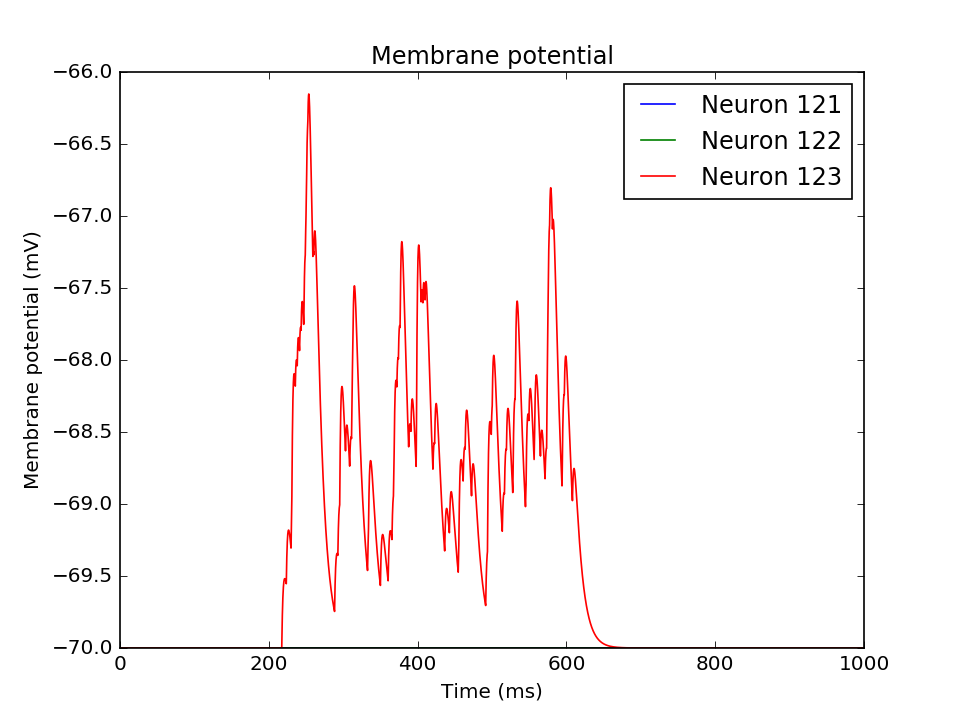 Membrane potential
−66.0
−66.5
−67.0
−67.5
−68.0
−68.5
−69.0
−69.5
−70.0
Membrane potential (mV)
Neuron 121
Neuron 122
Neuron 123
0 200 400 600 800 1000
Time (ms)